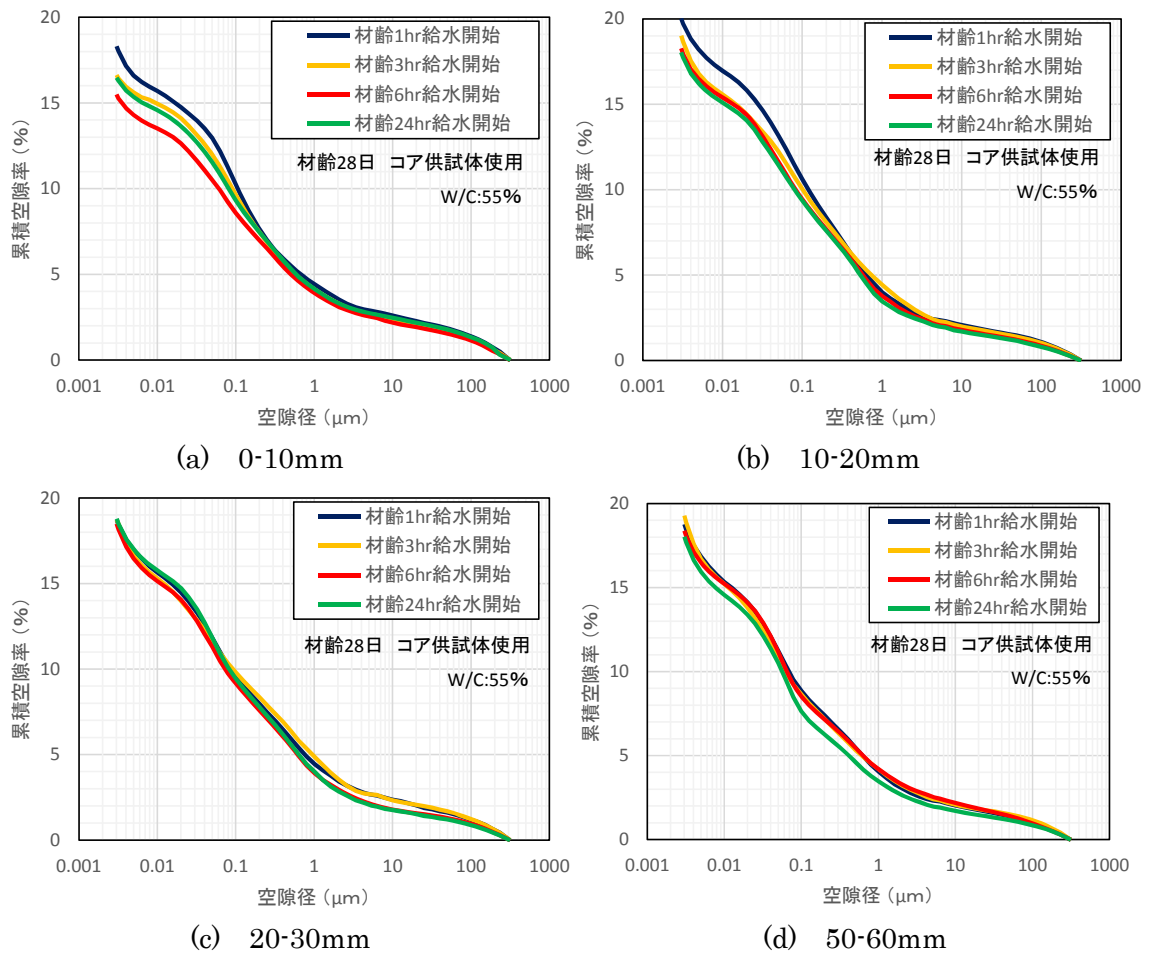 累積空隙率 (%)
20
15
10
5
0
材齢1hr給水開始
材齢3hr給水開始
材齢6hr給水開始
材齢24hr給水開始
材齢28日 コア供試体使用
W/C:55%
0.001 0.01 0.1 1 10 100 1000
空隙径 (μm)
(a) 0-10mm
累積空隙率 (%)
20
15
10
5
0
材齢1hr給水開始
材齢3hr給水開始
材齢6hr給水開始
材齢24hr給水開始
材齢28日 コア供試体使用
W/C:55%
0.001 0.01 0.1 1 10 100 1000
空隙径 (μm)
(b) 10-20mm
累積空隙率 (%)
20
15
10
5
0
材齢1hr給水開始
材齢3hr給水開始
材齢6hr給水開始
材齢24hr給水開始
材齢28日 コア供試体使用
W/C:55%
0.001 0.01 0.1 1 10 100 1000
空隙径 (μm)
(c) 20-30mm
累積空隙率 (%)
20
15
10
5
0
材齢1hr給水開始
材齢3hr給水開始
材齢6hr給水開始
材齢24hr給水開始
材齢28日 コア供試体使用
W/C:55%
0.001 0.01 0.1 1 10 100 1000
空隙径 (μm)
(d) 50-60mm